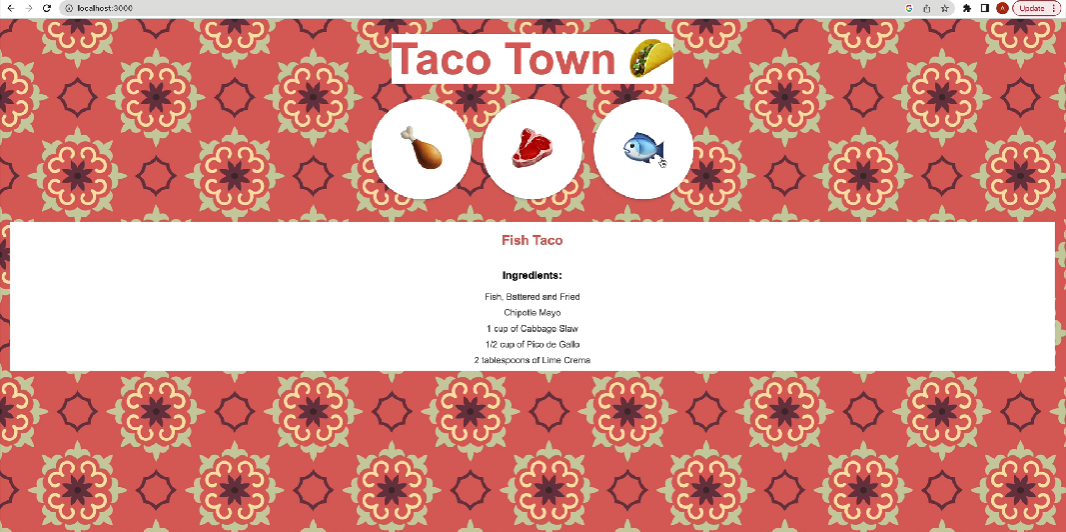 localhost:3000
A
Update
Taco Town 🌮
Fish Taco
Ingredients:
Fish, Battered and Fried
Chipotle Mayo
1 cup of Cabbage Slaw
1/2 cup of Pico de Gallo
2 tablespoons of Lime Crema